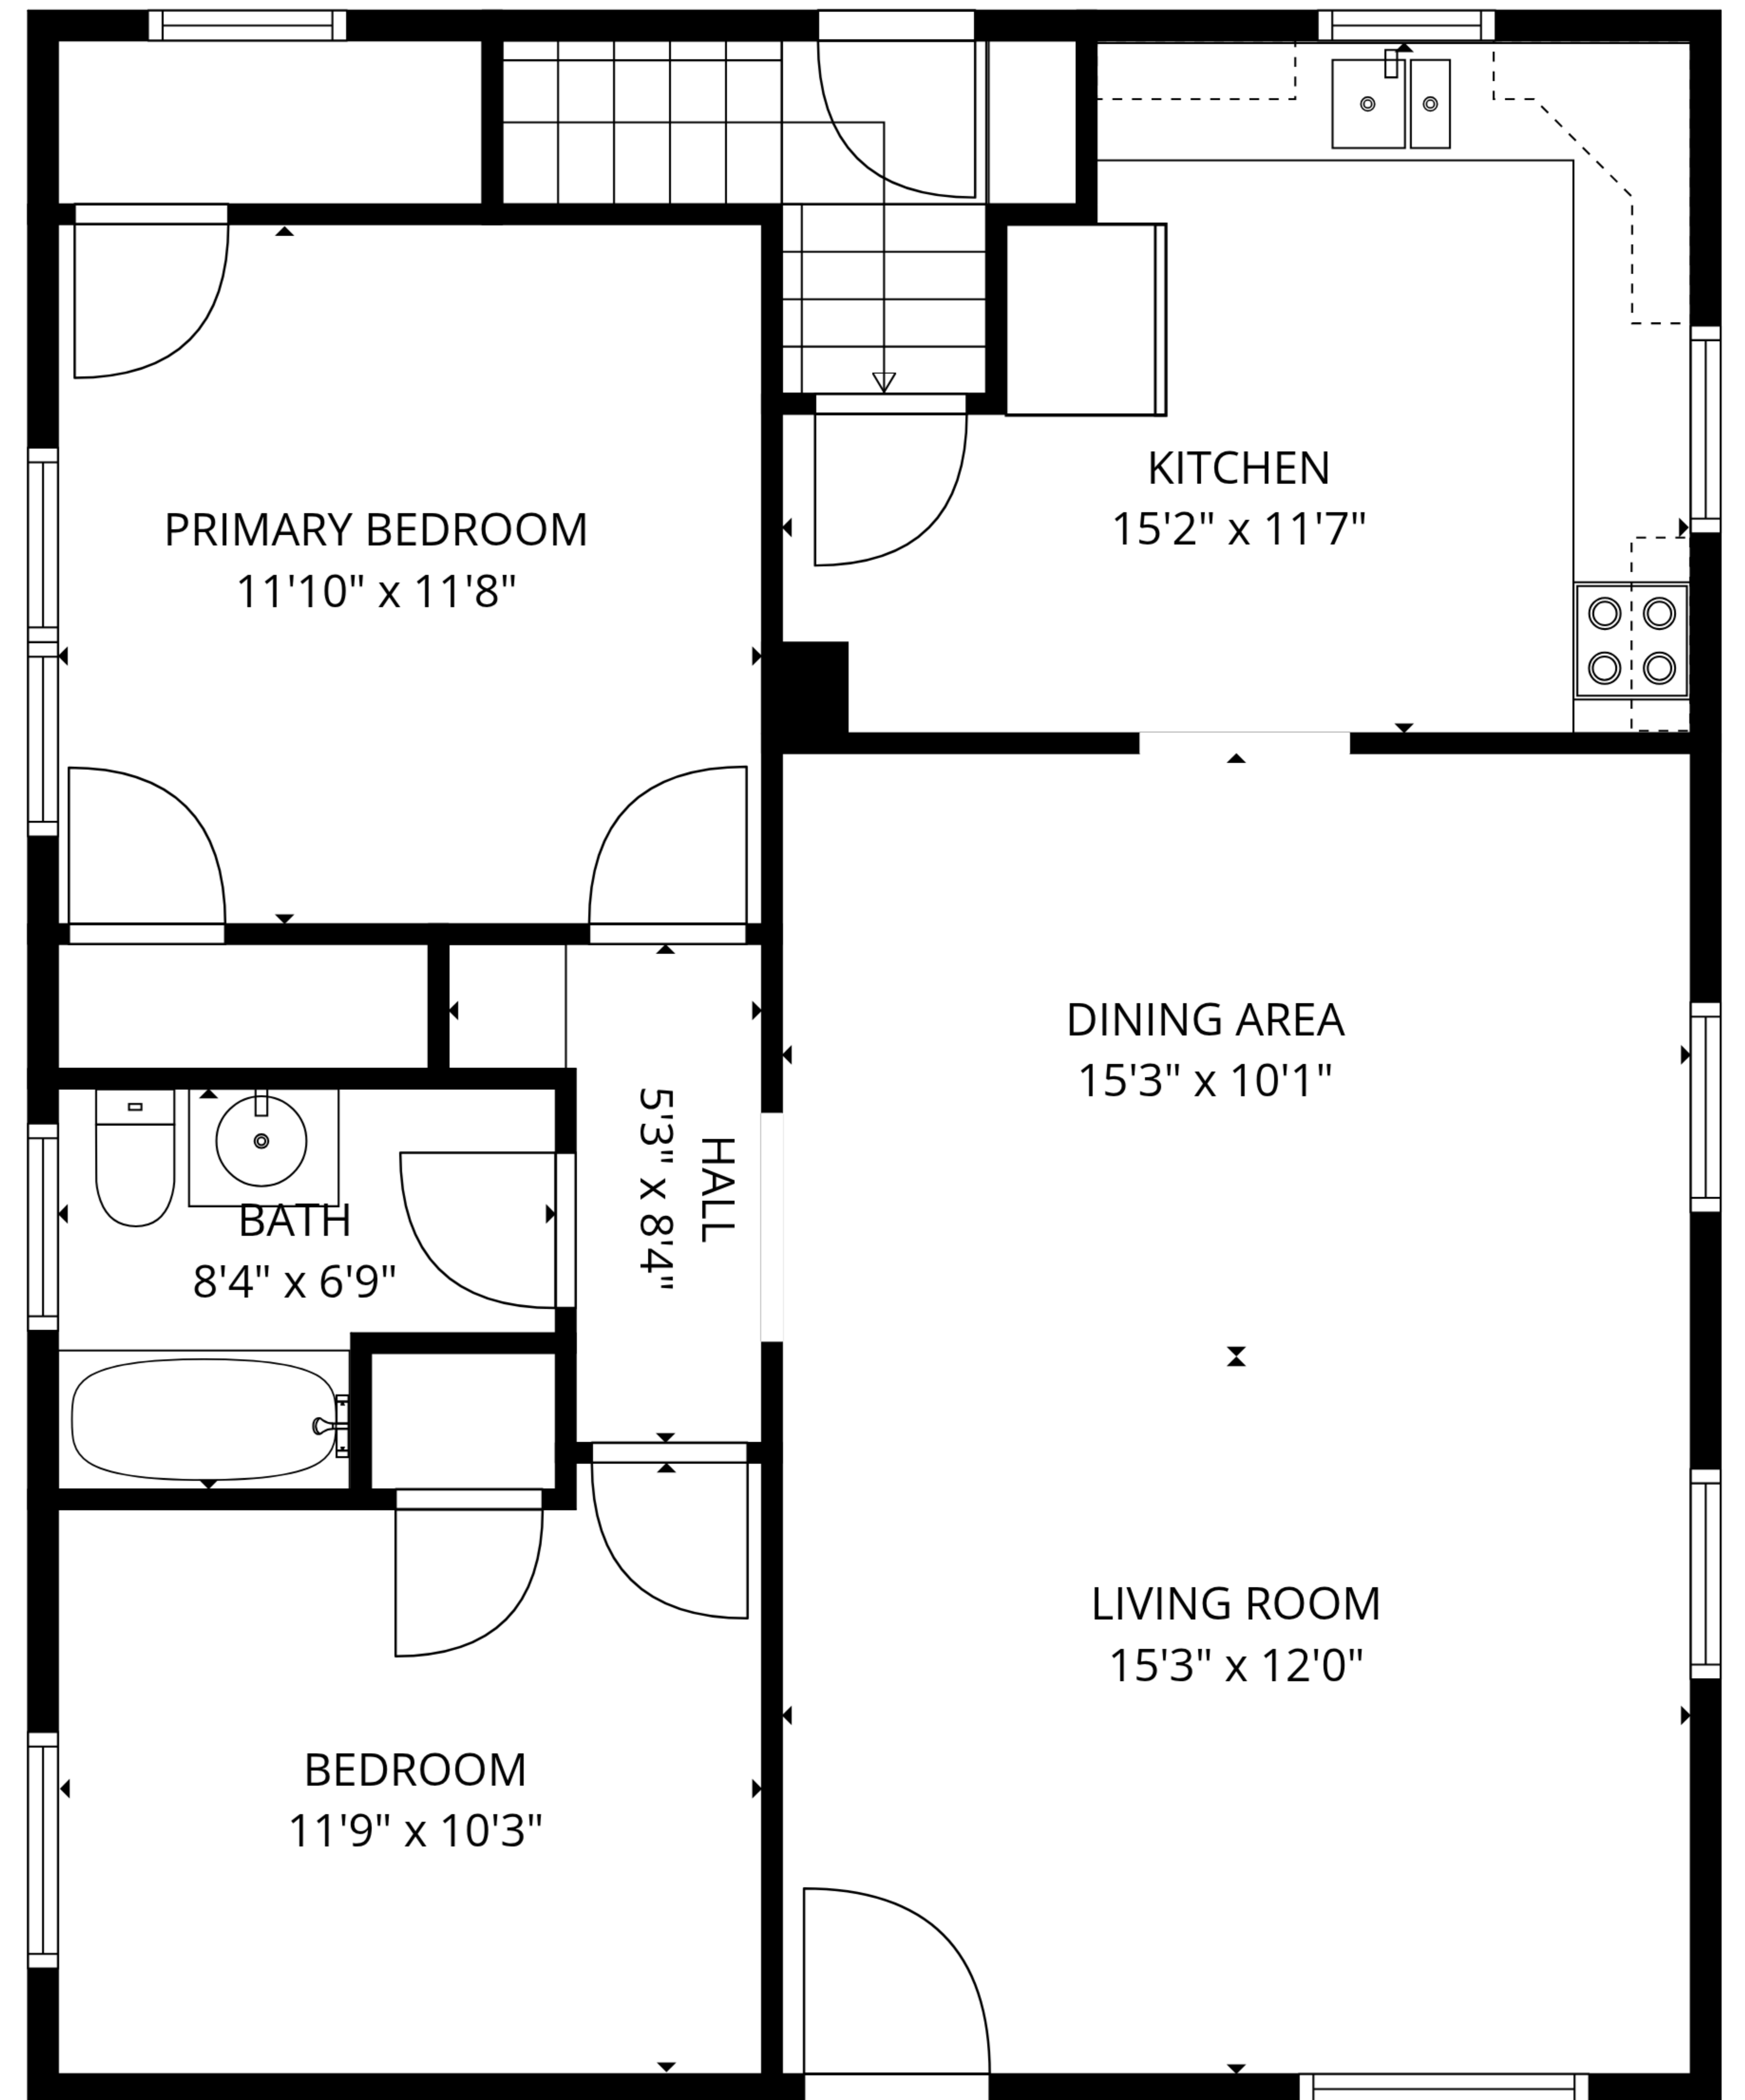 KITCHEN
15'2" x 11'7"
PRIMARY BEDROOM
11'10" x 11'8"
DINING AREA
15'3" x 10'1"
HALL
5'3" x 8'4"
BATH
8'4" x 6'9"
LIVING ROOM
15'3" x 12'0"
BEDROOM
11'9" x 10'3"